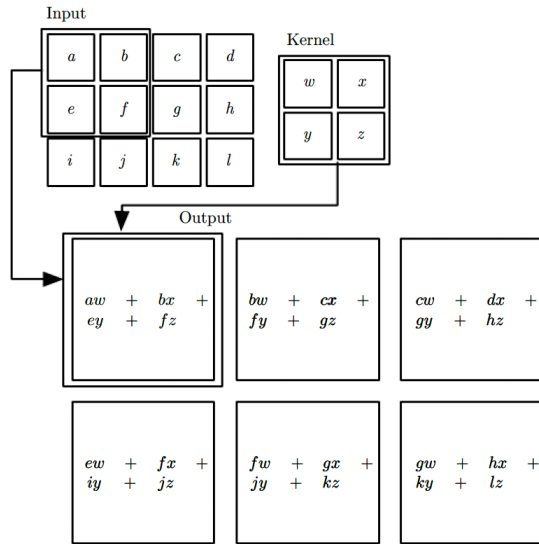 Input
Kernel
a b c d
w x
e f g h
y z
i j k l
Output
aw + bx +
ey + fz
bw + cx +
fy + gz
cw + dx +
gy + hz
ew + fx +
iy + jz
fw + gx +
jy + kz
gw + hx +
ky + lz